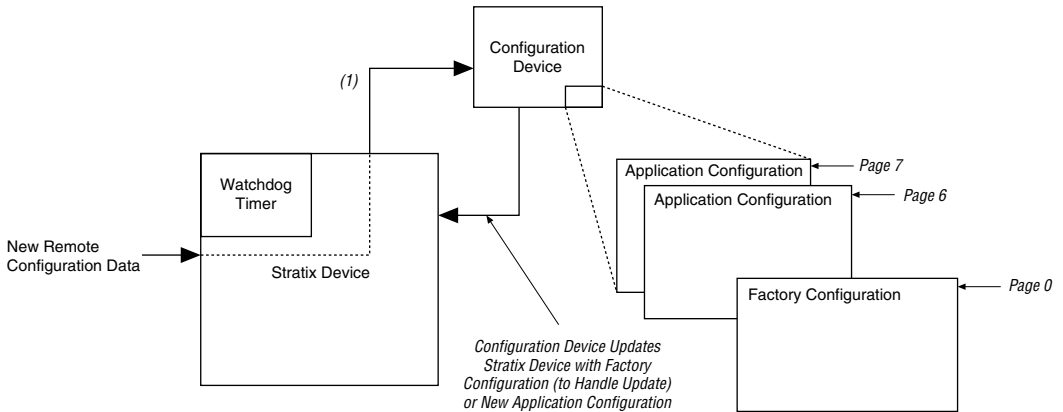 Configuration
Device
(1)
Application Configuration
Page 7
Watchdog
Timer
Application Configuration
Page 6
New Remote
Configuration Data
Stratix Device
Factory Configuration
Page 0
Configuration Device Updates
Stratix Device with Factory
Configuration (to Handle Update)
or New Application Configuration